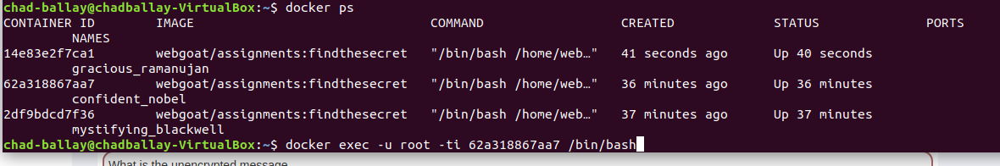 chad-ballay@chadballay-VirtualBox:~$ docker ps
CONTAINER ID IMAGE COMMAND CREATED STATUS PORTS
NAMES
14e83e2f7ca1 webgoat/assignments:findthesecret "/bin/bash /home/web…" 41 seconds ago Up 40 seconds
gracious_ramanujan
62a318867aa7 webgoat/assignments:findthesecret "/bin/bash /home/web…" 36 minutes ago Up 36 minutes
confident_nobel
2df9bdcd7f36 webgoat/assignments:findthesecret "/bin/bash /home/web…" 37 minutes ago Up 37 minutes
mystifying_blackwell
chad-ballay@chadballay-VirtualBox:~$ docker exec -u root -ti 62a318867aa7 /bin/bash
What is the unencrypted message